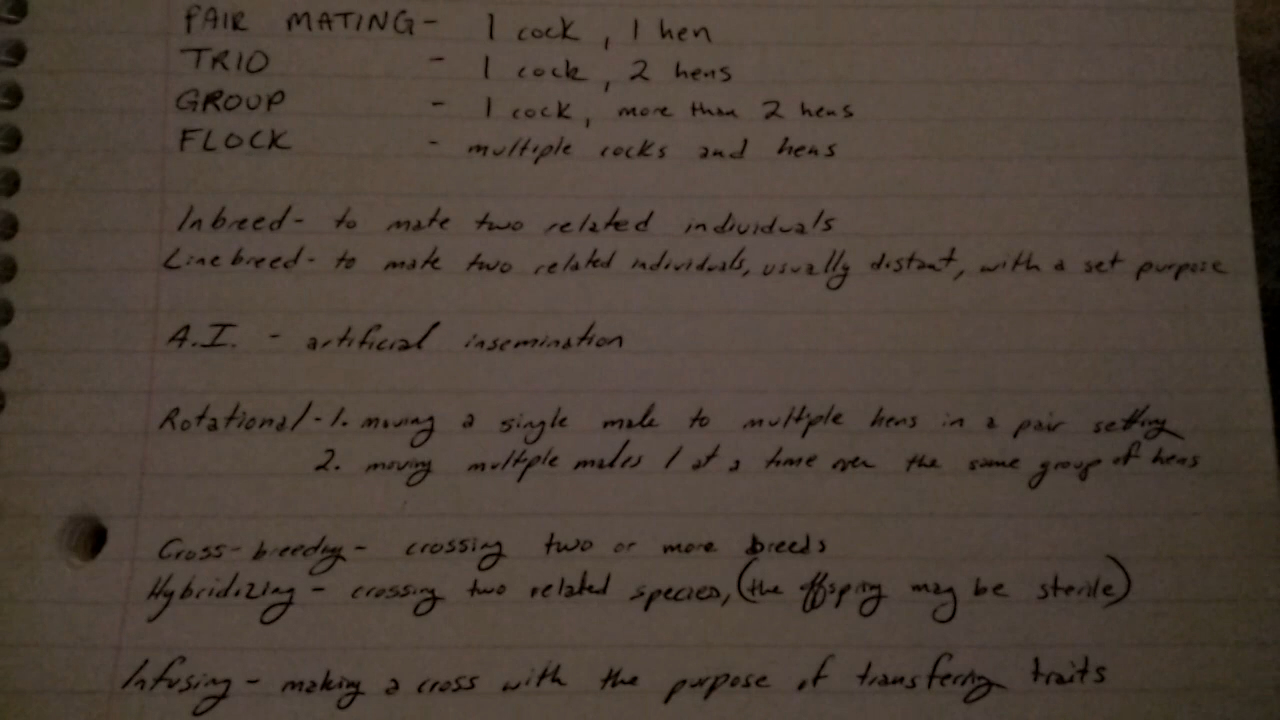 PAIR MATING - 1 cock, 1 hen
TRIO - 1 cock, 2 hens
GROUP - 1 cock, more than 2 hens
FLOCK - multiple cocks and hens
Inbreed - to mate two related individuals
Linebreed - to mate two related individuals, usually distant, with a set purpose
A.I. - artificial insemination
Rotational - 1. moving a single male to multiple hens in a pair setting
2. moving multiple males 1 at a time over the same group of hens
Cross-breeding - crossing two or more breeds
Hybridizing - crossing two related species, (the offspring may be sterile)
Infusing - making a cross with the purpose of transferring traits